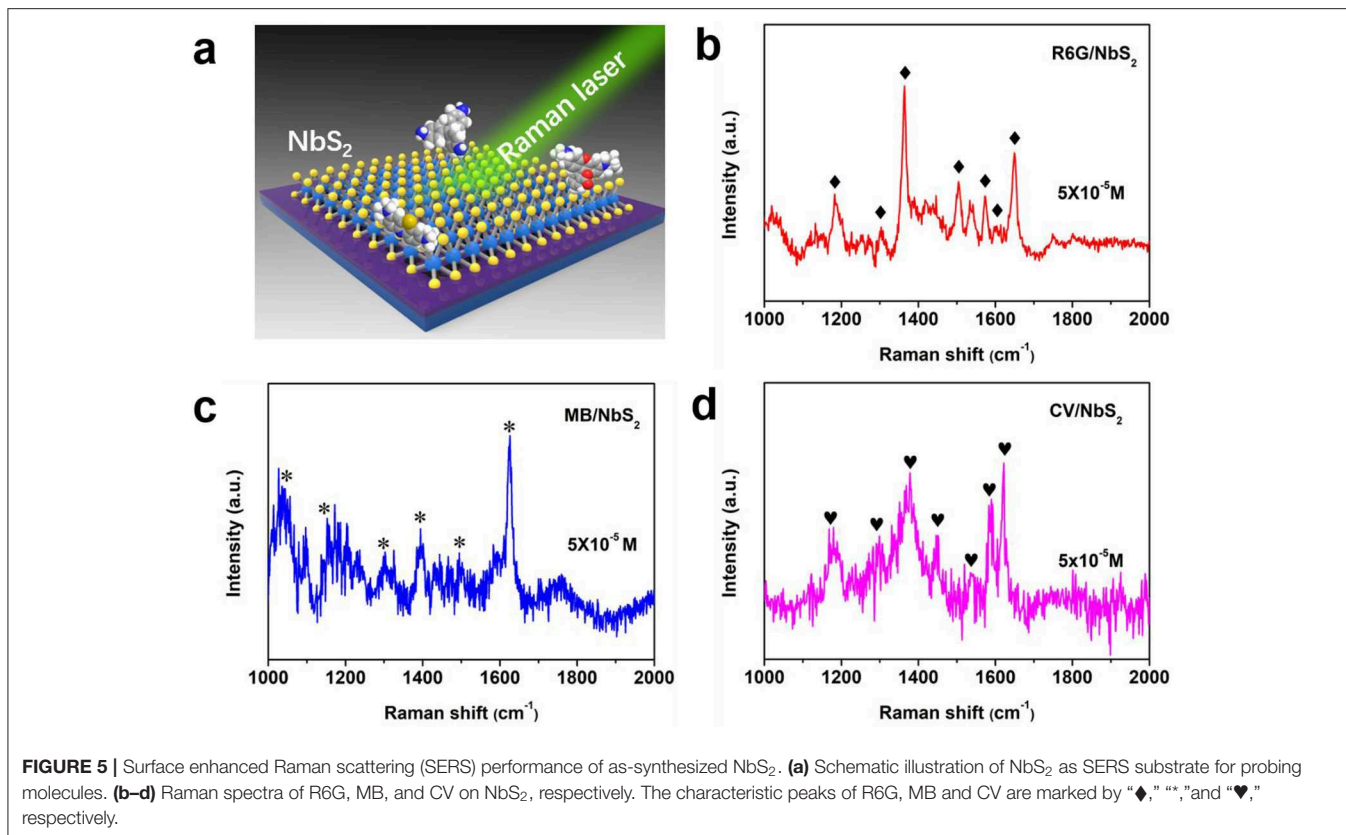 a
NbS₂
Raman laser
b
R6G/NbS₂
5X10⁻⁵M
Intensity (a.u.)
1000 1200 1400 1600 1800 2000
Raman shift (cm⁻¹)
c
MB/NbS₂
5X10⁻⁵ M
Intensity (a.u.)
1000 1200 1400 1600 1800 2000
Raman shift (cm⁻¹)
d
CV/NbS₂
5x10⁻⁵M
Intensity (a.u.)
1000 1200 1400 1600 1800 2000
Raman shift (cm⁻¹)
FIGURE 5 | Surface enhanced Raman scattering (SERS) performance of as-synthesized NbS₂. (a) Schematic illustration of NbS₂ as SERS substrate for probing
molecules. (b–d) Raman spectra of R6G, MB, and CV on NbS₂, respectively. The characteristic peaks of R6G, MB and CV are marked by “♦,” “*,”and “♥,”
respectively.